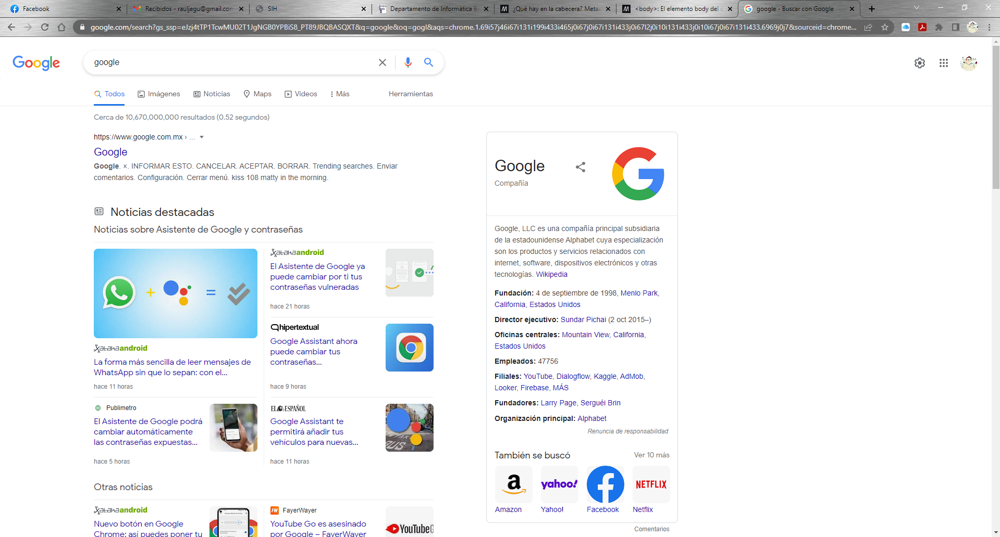 Facebook
Recibidos - rauljegu@gmail.com
SIH
Departamento de Informática B
¿Qué hay en la cabecera? Metad
<body>: El elemento body del d
google - Buscar con Google
google.com/search?gs_ssp=eJzj4tTP1TcwMU02T1JgNGB0YPBiS8_PT89JBQBASQXT&q=google&oq=gogl&aqs=chrome.1.69i57j46i67i131i199i433i465j0i67j0i67i131i433j0i67l2j0i10i131i433j0i10i67j0i67i131i433.6969j0j7&sourceid=chrome...
Google
google
Todos
Imágenes
Noticias
Maps
Videos
Más
Herramientas
Cerca de 10,670,000,000 resultados (0.52 segundos)
https://www.google.com.mx › ...
Google
Google. ×. INFORMAR ESTO. CANCELAR. ACEPTAR. BORRAR. Trending searches. Enviar
comentarios. Configuración. Cerrar menú. kiss 108 matty in the morning.
Noticias destacadas
Noticias sobre Asistente de Google y contraseñas
xatakandroid
La forma más sencilla de leer mensajes de
WhatsApp sin que lo sepan: con el...
hace 11 horas
xatakandroid
El Asistente de Google ya
puede cambiar por ti tus
contraseñas vulneradas
hace 21 horas
hipertextual
Google Assistant ahora
puede cambiar tus
contraseñas...
hace 9 horas
Publimetro
El Asistente de Google podrá
cambiar automáticamente
las contraseñas expuestas...
hace 5 horas
EL ESPAÑOL
Google Assistant te
permitirá añadir tus
vehículos para nuevas...
hace 11 horas
TAXI
BUS
Otras noticias
xatakandroid
Nuevo botón en Google
Chrome: así puedes poner tu
FW FayerWayer
YouTube Go es asesinado
por Google – FayerWayer
YouTube G
Google
Compañía
Google, LLC es una compañía principal subsidiaria
de la estadounidense Alphabet cuya especialización
son los productos y servicios relacionados con
internet, software, dispositivos electrónicos y otras
tecnologías. Wikipedia
Fundación: 4 de septiembre de 1998, Menlo Park,
California, Estados Unidos
Director ejecutivo: Sundar Pichai (2 oct 2015–)
Oficinas centrales: Mountain View, California,
Estados Unidos
Empleados: 47756
Filiales: YouTube, Dialogflow, Kaggle, AdMob,
Looker, Firebase, MÁS
Fundadores: Larry Page, Serguéi Brin
Organización principal: Alphabet
Renuncia de responsabilidad
También se buscó
Ver 10 más
a
yahoo!
NETFLIX
Amazon
Yahoo!
Facebook
Netflix
Comentarios